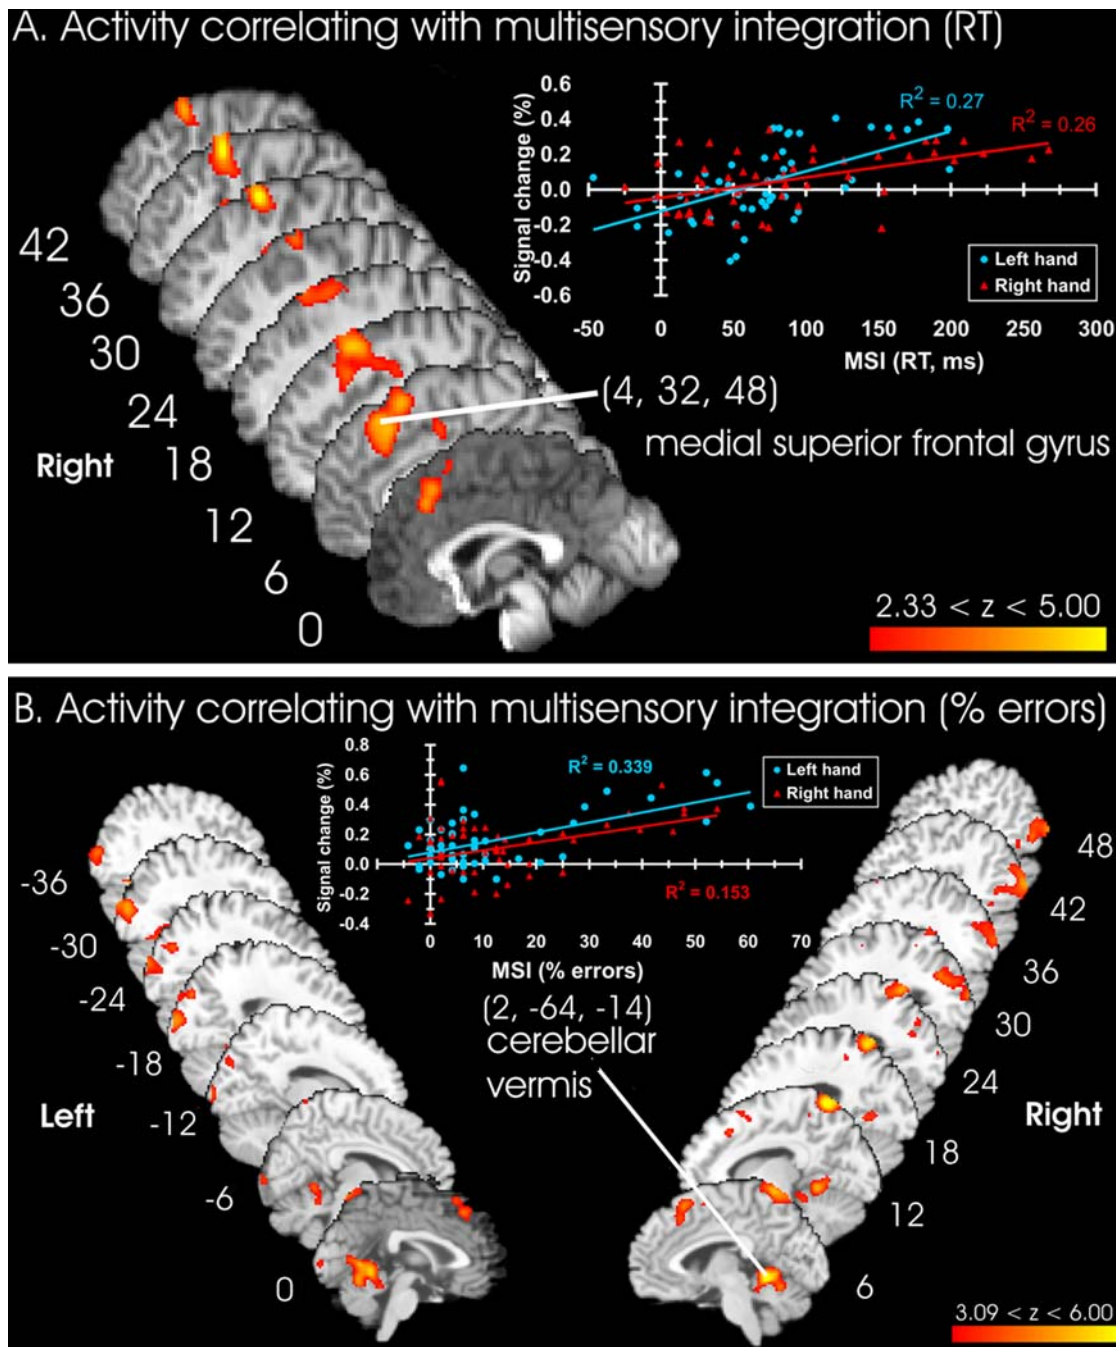 A. Activity correlating with multisensory integration (RT)
Signal change (%)
0.6
0.4
0.2
0.0
-0.2
-0.4
-0.6
R² = 0.27
R² = 0.26
Left hand
Right hand
-50 0 50 100 150 200 250 300
MSI (RT, ms)
42
36
30
24
18
12
6
0
Right
(4, 32, 48)
medial superior frontal gyrus
2.33 < z < 5.00
B. Activity correlating with multisensory integration (% errors)
Signal change (%)
0.8
0.6
0.4
0.2
0.0
-0.2
-0.4
R² = 0.339
R² = 0.153
Left hand
Right hand
0 10 20 30 40 50 60 70
MSI (% errors)
(2, -64, -14)
cerebellar
vermis
-36
-30
-24
-18
-12
-6
0
Left
48
42
36
30
24
18
12
6
Right
3.09 < z < 6.00